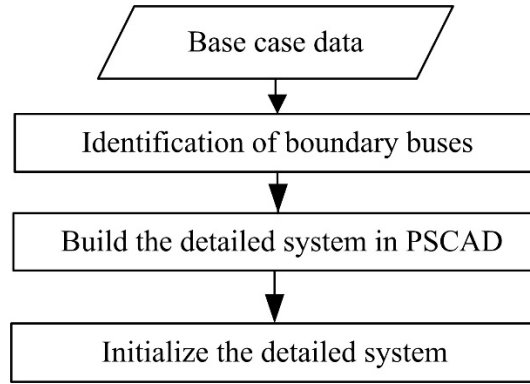 Base case data
Identification of boundary buses
Build the detailed system in PSCAD
Initialize the detailed system